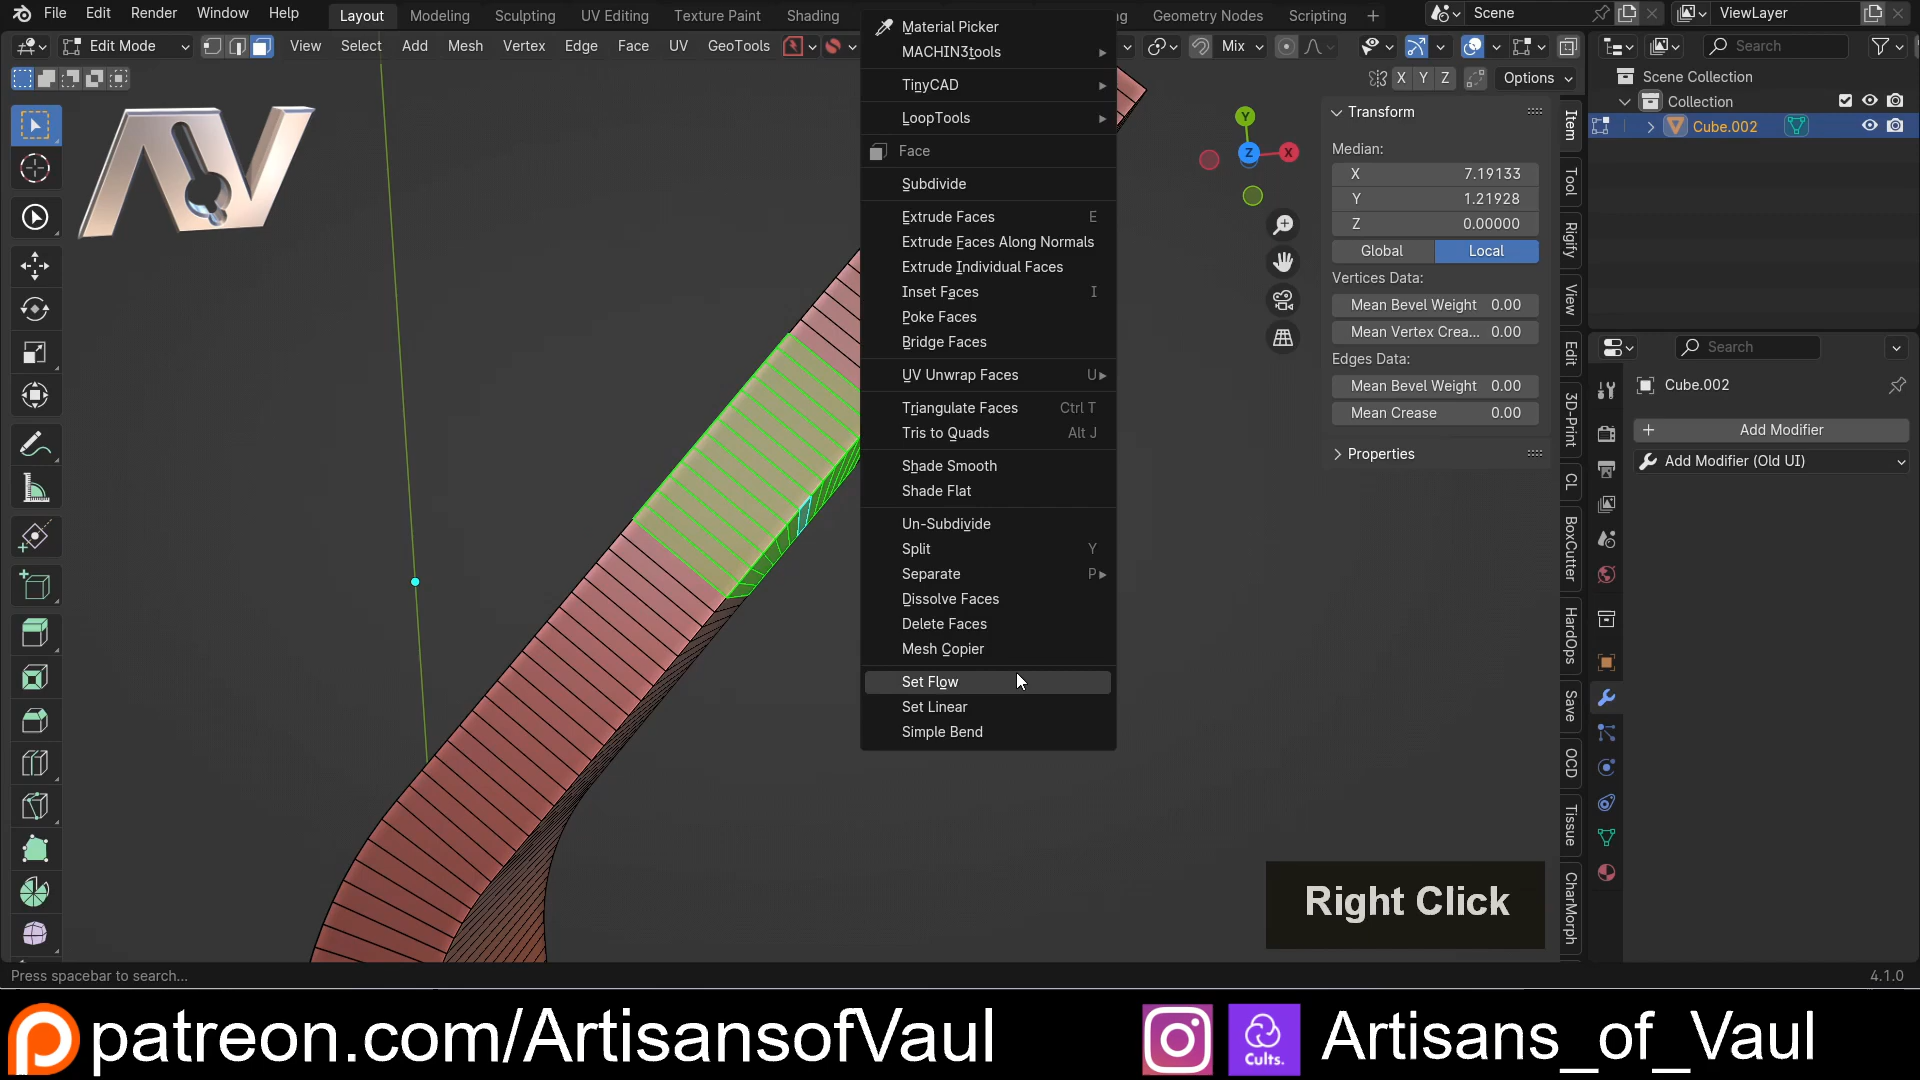 File Edit Render Window Help Layout Modeling Sculpting UV Editing Texture Paint Shading Geometry Nodes Scripting + Scene ViewLayer
Edit Mode View Select Add Mesh Vertex Edge Face UV GeoTools Mix Search
X Y Z Options
Scene Collection
Collection
Cube.002
Material Picker
MACHIN3tools
TinyCAD
LoopTools
Face
Subdivide
Extrude Faces E
Extrude Faces Along Normals
Extrude Individual Faces
Inset Faces I
Poke Faces
Bridge Faces
UV Unwrap Faces U
Triangulate Faces Ctrl T
Tris to Quads Alt J
Shade Smooth
Shade Flat
Un-Subdivide
Split Y
Separate P
Dissolve Faces
Delete Faces
Mesh Copier
Set Flow
Set Linear
Simple Bend
Y
Z X
Transform
Median:
X 7.19133
Y 1.21928
Z 0.00000
Global Local
Vertices Data:
Mean Bevel Weight 0.00
Mean Vertex Crea... 0.00
Edges Data:
Mean Bevel Weight 0.00
Mean Crease 0.00
Properties
Item
Tool
Rigify
View
Edit
3D-Print
CL
BoxCutter
HardOps
Save
OCD
Tissue
CharMorph
Search
Cube.002
Add Modifier
Add Modifier (Old UI)
Right Click
Press spacebar to search...
4.1.0
patreon.com/ArtisansofVaul
Cults.
Artisans_of_Vaul